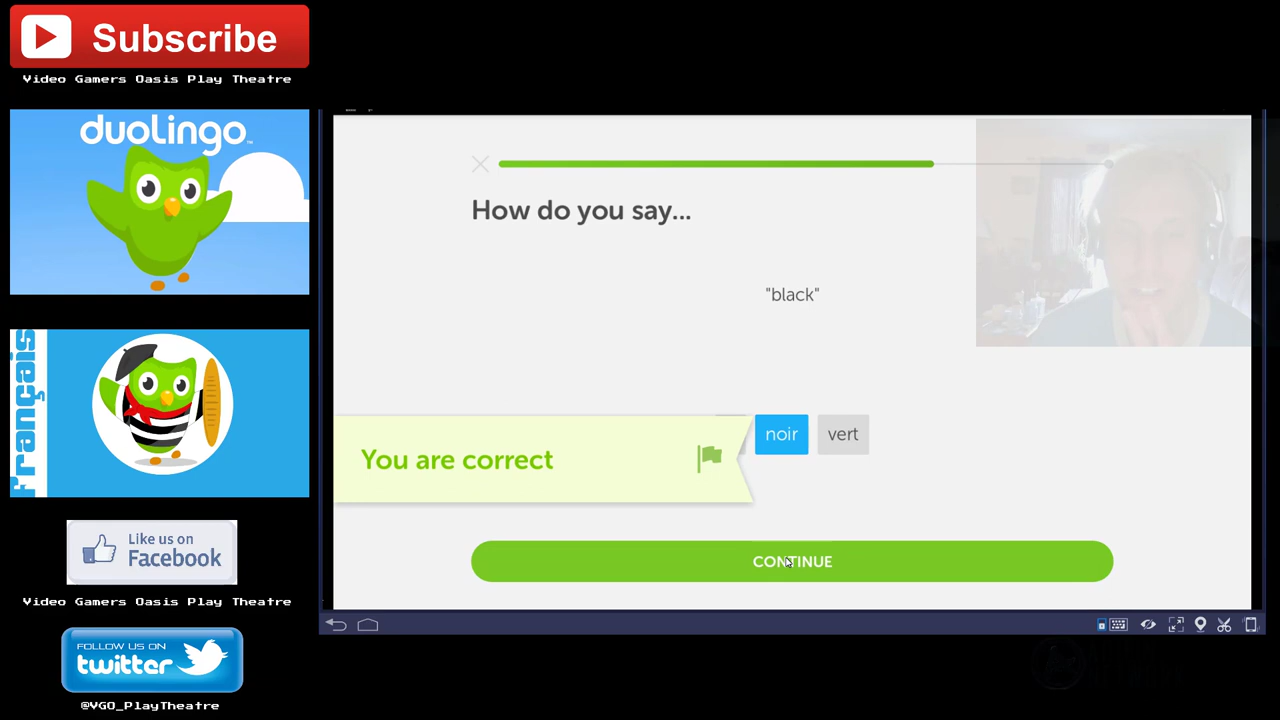 Subscribe
Video Gamers Oasis Play Theatre
duolingo
Français
Like us on
Facebook
Video Gamers Oasis Play Theatre
FOLLOW US ON
twitter
@VGO_PlayTheatre
How do you say...
"black"
noir
vert
You are correct
CONTINUE